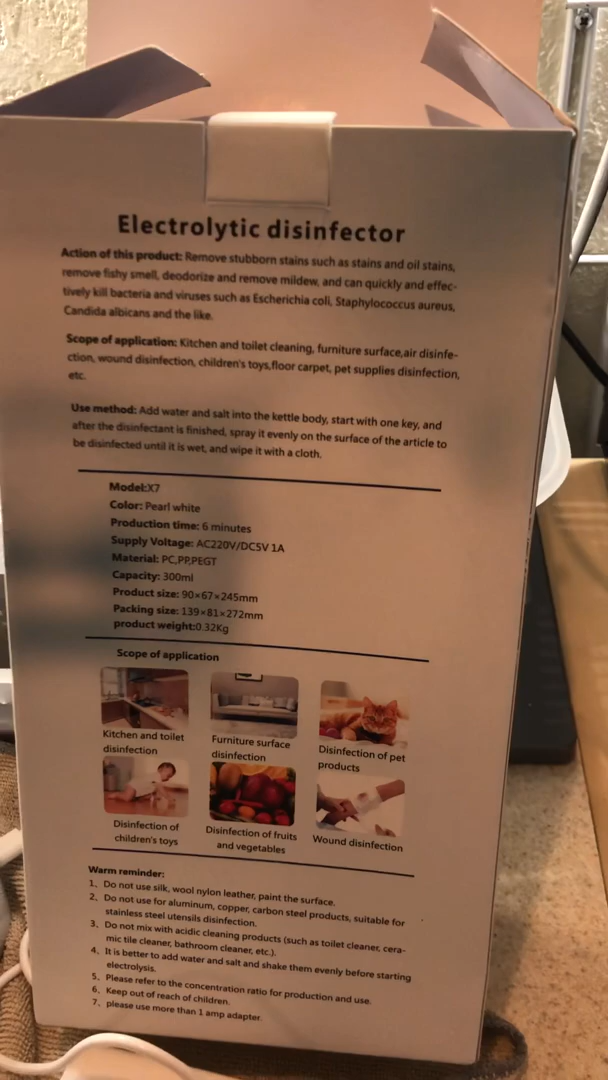 Electrolytic disinfector
Action of this product: Remove stubborn stains such as stains and oil stains,
remove fishy smell, deodorize and remove mildew, and can quickly and effec-
tively kill bacteria and viruses such as Escherichia coli, Staphylococcus aureus,
Candida albicans and the like.
Scope of application: Kitchen and toilet cleaning, furniture surface,air disinfe-
ction, wound disinfection, children's toys,floor carpet, pet supplies disinfection,
etc.
Use method: Add water and salt into the kettle body, start with one key, and
after the disinfectant is finished, spray it evenly on the surface of the article to
be disinfected until it is wet, and wipe it with a cloth.
Model:X7
Color: Pearl white
Production time: 6 minutes
Supply Voltage: AC220V/DC5V 1A
Material: PC,PP,PEGT
Capacity: 300ml
Product size: 90×67×245mm
Packing size: 139×81×272mm
product weight:0.32Kg
Scope of application
Kitchen and toilet
disinfection
Furniture surface
disinfection
Disinfection of pet
products
Disinfection of
children's toys
Disinfection of fruits
and vegetables
Wound disinfection
Warm reminder:
1、Do not use silk, wool nylon leather, paint the surface.
2、Do not use for aluminum, copper, carbon steel products, suitable for
stainless steel utensils disinfection.
3、Do not mix with acidic cleaning products (such as toilet cleaner, cera-
mic tile cleaner, bathroom cleaner, etc.).
4、It is better to add water and salt and shake them evenly before starting
electrolysis.
5、Please refer to the concentration ratio for production and use.
6、Keep out of reach of children.
7、please use more than 1 amp adapter.